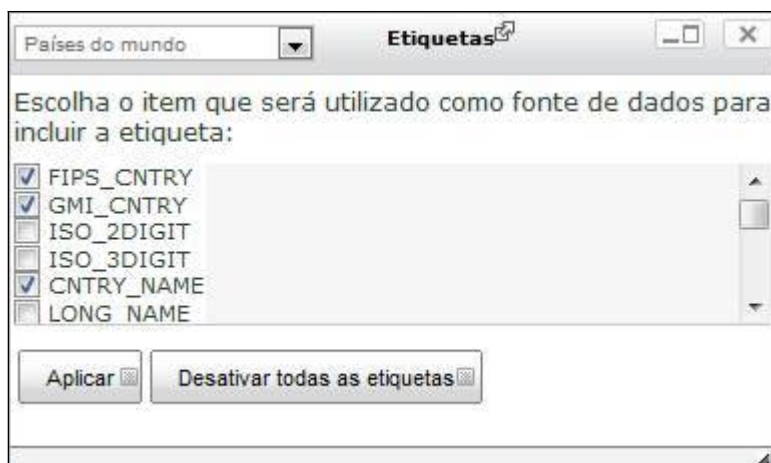 Países do mundo
Etiquetas
Escolha o item que será utilizado como fonte de dados para
incluir a etiqueta:
FIPS_CNTRY
GMI_CNTRY
ISO_2DIGIT
ISO_3DIGIT
CNTRY_NAME
LONG_NAME
Aplicar
Desativar todas as etiquetas